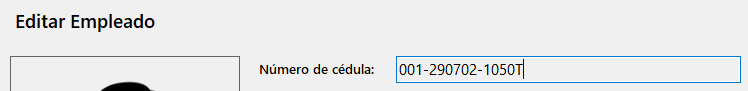 Editar Empleado
Número de cédula: 001-290702-1050T